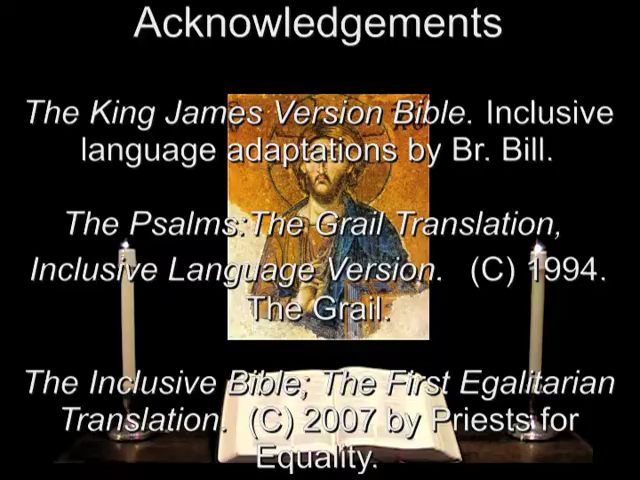 Acknowledgements
The King James Version Bible. Inclusive
language adaptations by Br. Bill.
The Psalms:The Grail Translation,
Inclusive Language Version. (C) 1994.
The Grail.
The Inclusive Bible; The First Egalitarian
Translation. (C) 2007 by Priests for
Equality.